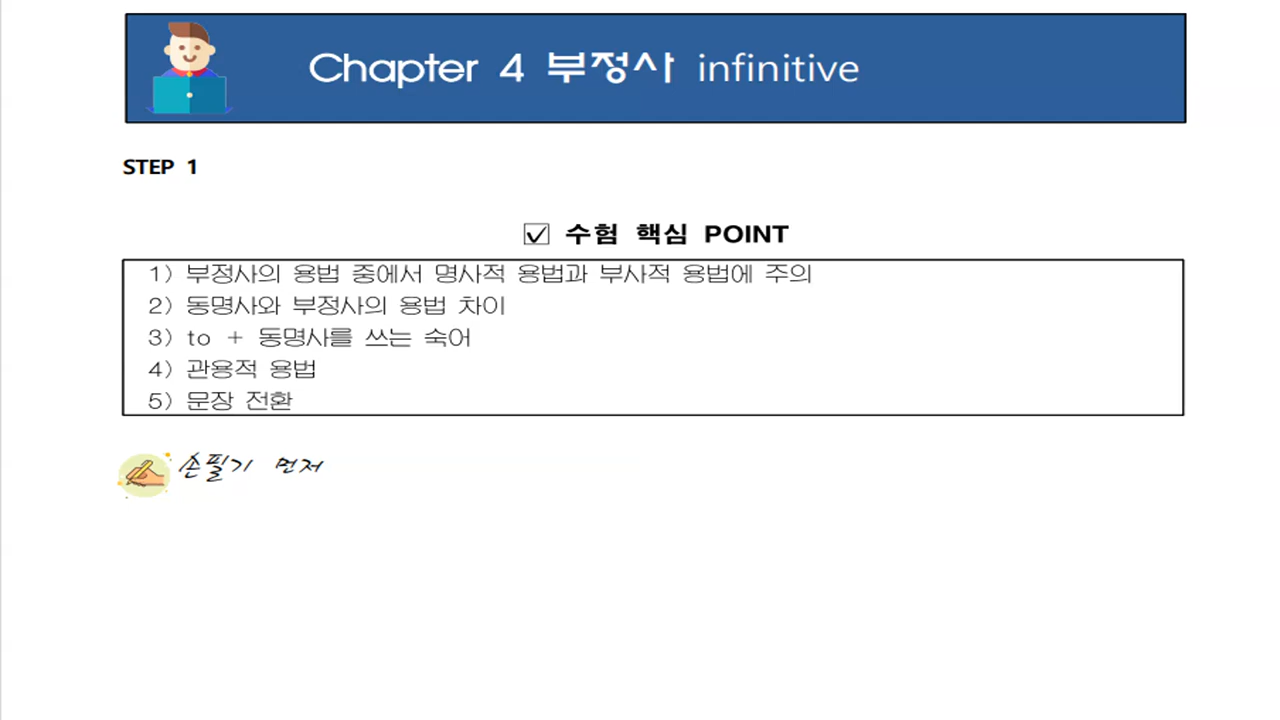 Chapter 4 부정사 infinitive
STEP 1
수험 핵심 POINT
1) 부정사의 용법 중에서 명사적 용법과 부사적 용법에 주의
2) 동명사와 부정사의 용법 차이
3) to + 동명사를 쓰는 숙어
4) 관용적 용법
5) 문장 전환
손필기 먼저